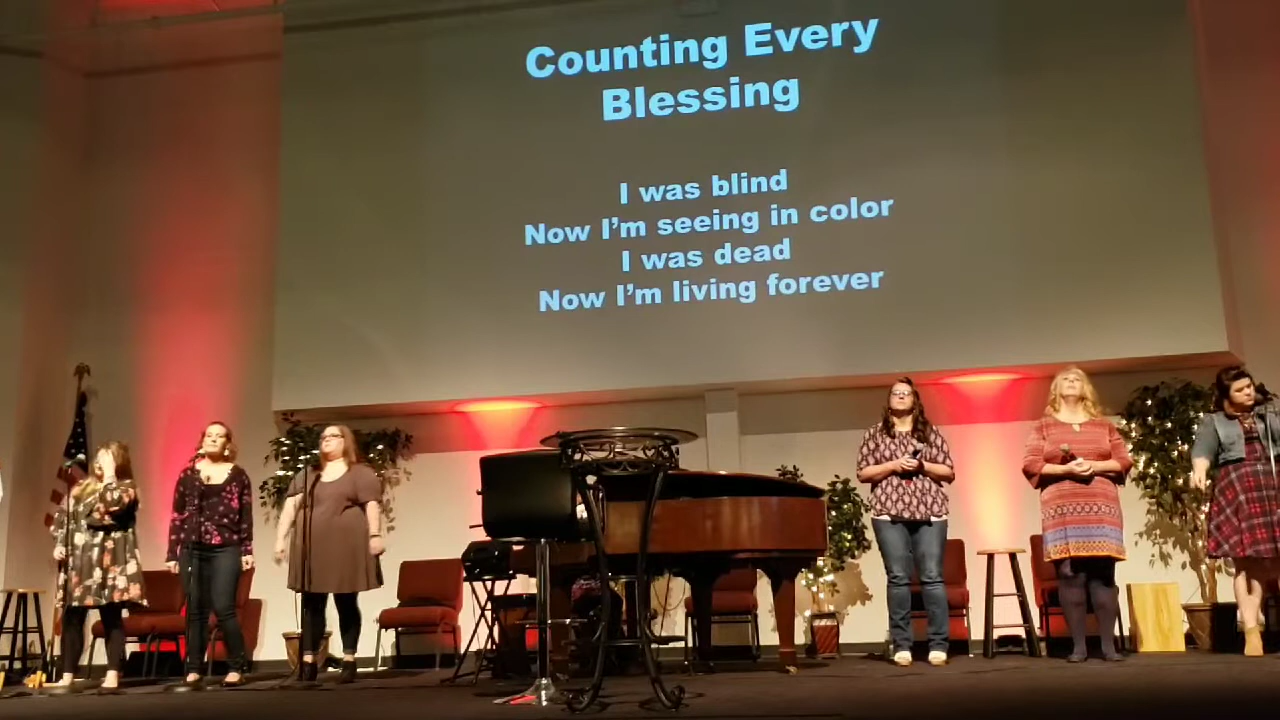 Counting Every
Blessing
I was blind
Now I’m seeing in color
I was dead
Now I’m living forever